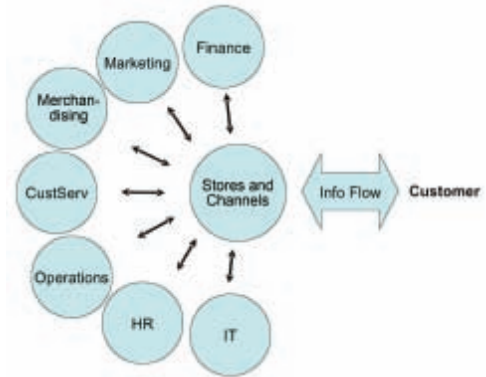 Finance
Marketing
Merchan-
dising
CustServ
Stores and
Channels
Info Flow
Customer
Operations
HR
IT